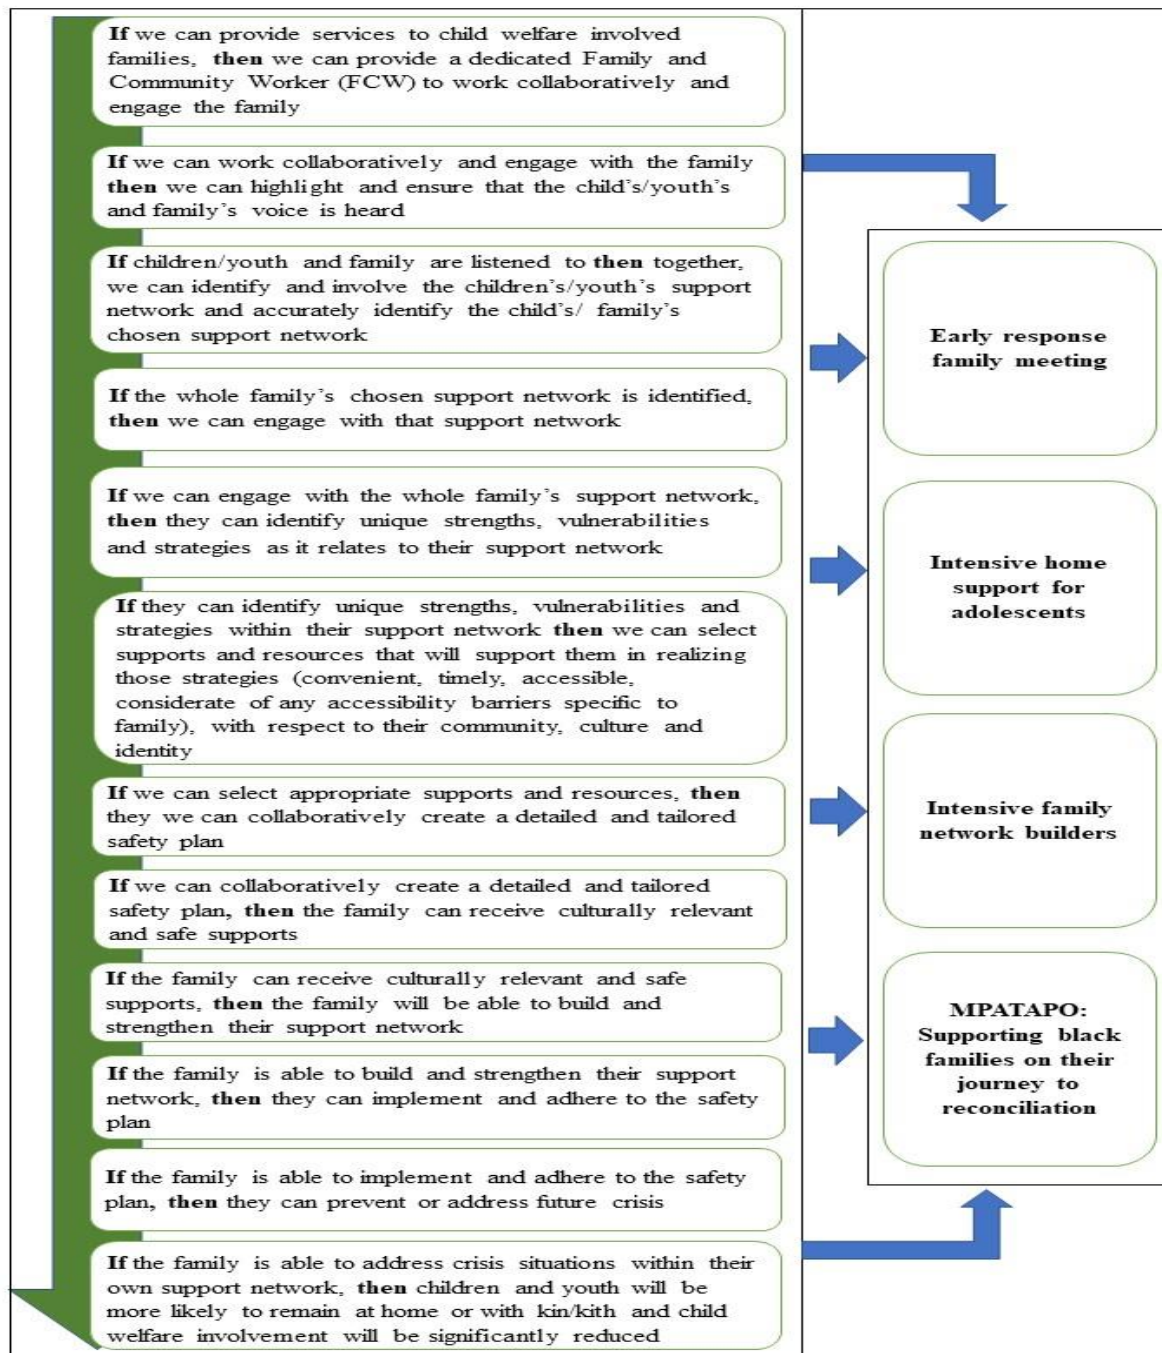 If we can provide services to child welfare involved
families, then we can provide a dedicated Family and
Community Worker (FCW) to work collaboratively and
engage the family
If we can work collaboratively and engage with the family
then we can highlight and ensure that the child's/youth's
and family's voice is heard
If children/youth and family are listened to then together,
we can identify and involve the children's/youth's support
network and accurately identify the child's/ family's
chosen support network
If the whole family's chosen support network is identified,
then we can engage with that support network
If we can engage with the whole family's support network,
then they can identify unique strengths, vulnerabilities
and strategies as it relates to their support network
If they can identify unique strengths, vulnerabilities and
strategies within their support network then we can select
supports and resources that will support them in realizing
those strategies (convenient, timely, accessible,
considerate of any accessibility barriers specific to
family), with respect to their community, culture and
identity
If we can select appropriate supports and resources, then
they we can collaboratively create a detailed and tailored
safety plan
If we can collaboratively create a detailed and tailored
safety plan, then the family can receive culturally relevant
and safe supports
If the family can receive culturally relevant and safe
supports, then the family will be able to build and
strengthen their support network
If the family is able to build and strengthen their support
network, then they can implement and adhere to the safety
plan
If the family is able to implement and adhere to the safety
plan, then they can prevent or address future crisis
If the family is able to address crisis situations within their
own support network, then children and youth will be
more likely to remain at home or with kin/kith and child
welfare involvement will be significantly reduced
Early response
family meeting
Intensive home
support for
adolescents
Intensive family
network builders
MPATAPO:
Supporting black
families on their
journey to
reconciliation